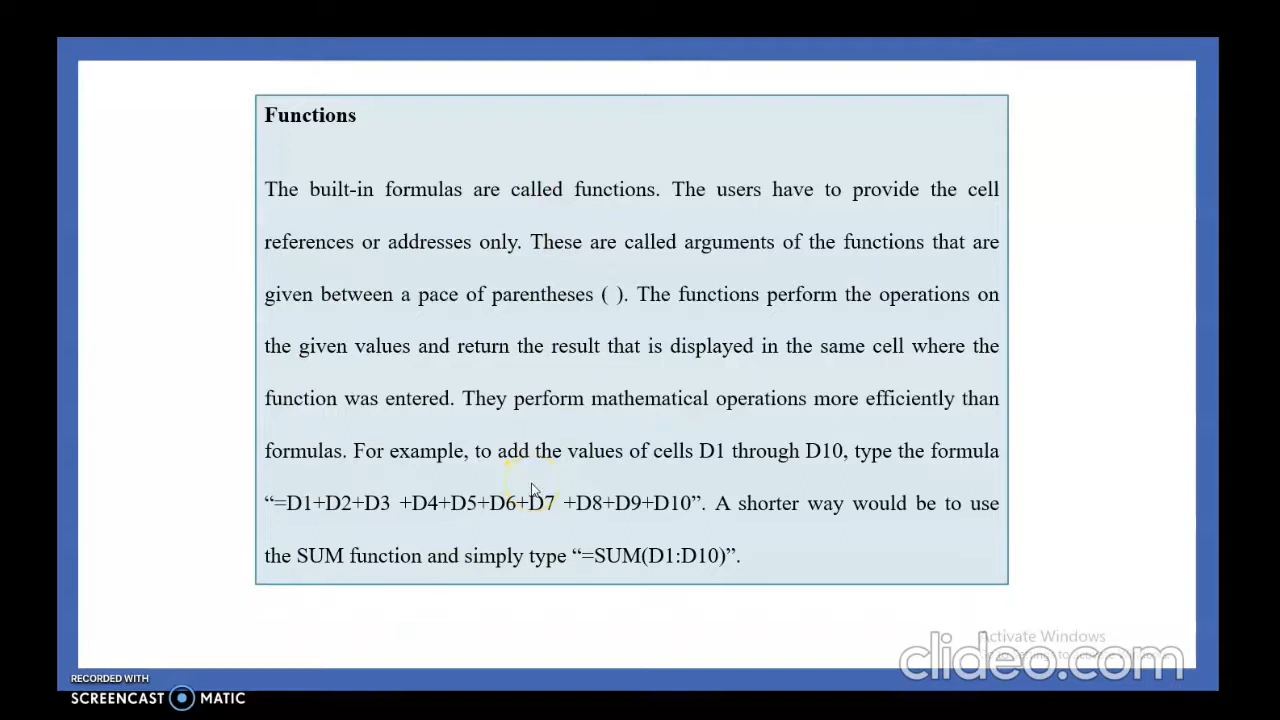 Functions
The built-in formulas are called functions. The users have to provide the cell
references or addresses only. These are called arguments of the functions that are
given between a pace of parentheses ( ). The functions perform the operations on
the given values and return the result that is displayed in the same cell where the
function was entered. They perform mathematical operations more efficiently than
formulas. For example, to add the values of cells D1 through D10, type the formula
“=D1+D2+D3 +D4+D5+D6+D7 +D8+D9+D10”. A shorter way would be to use
the SUM function and simply type “=SUM(D1:D10)”.
Activate Windows
clideo.com
RECORDED WITH
SCREENCAST MATIC